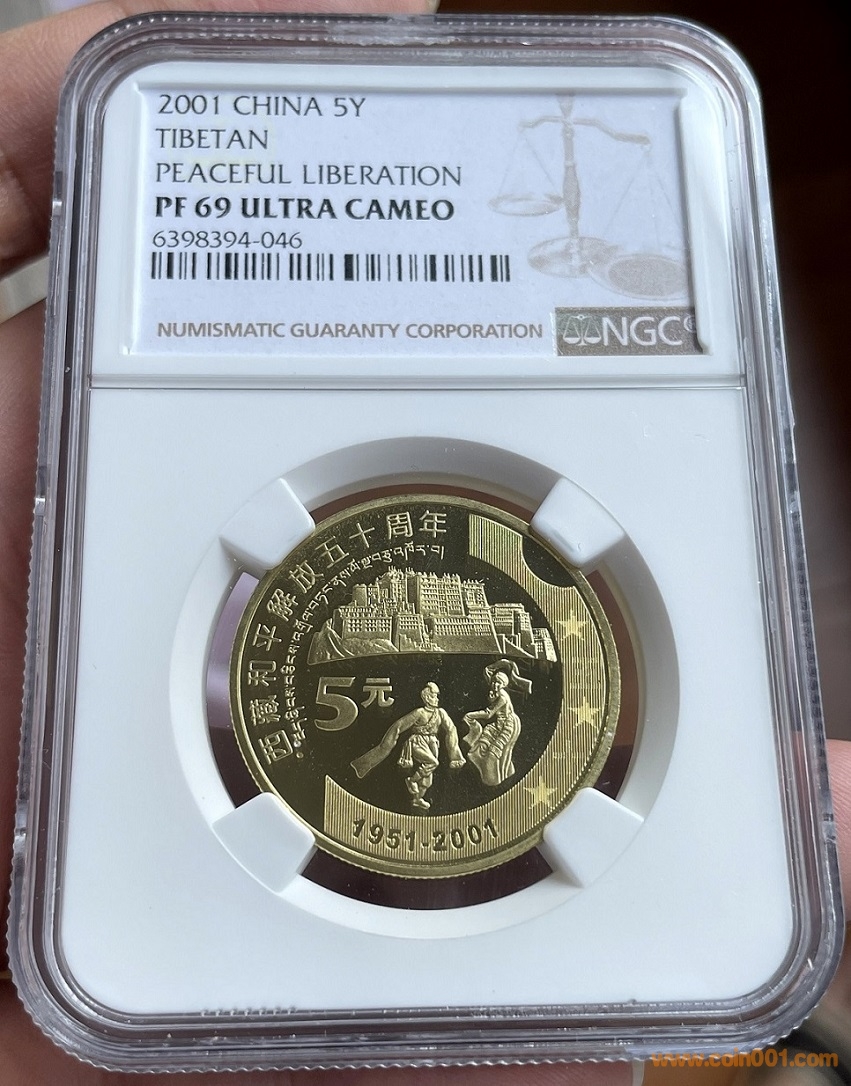 2001 CHINA 5Y
TIBETAN
PEACEFUL LIBERATION
PF 69 ULTRA CAMEO
6398394-046
NUMISMATIC GUARANTY CORPORATION
NGC
西藏和平解放五十周年
5元
1951-2001
www.coin001.com